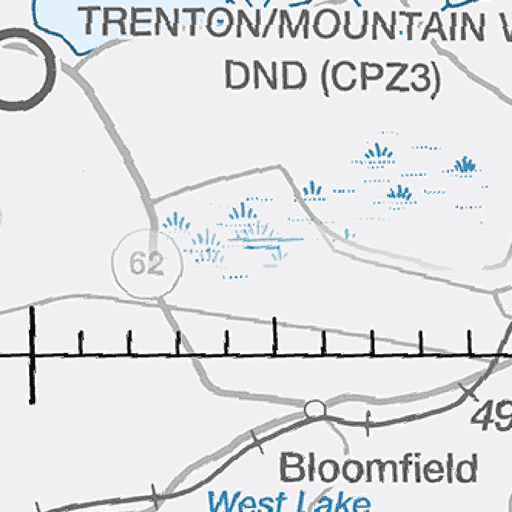 TRENTON/MOUNTAIN V
DND (CPZ3)
62
49
Bloomfield
West Lake